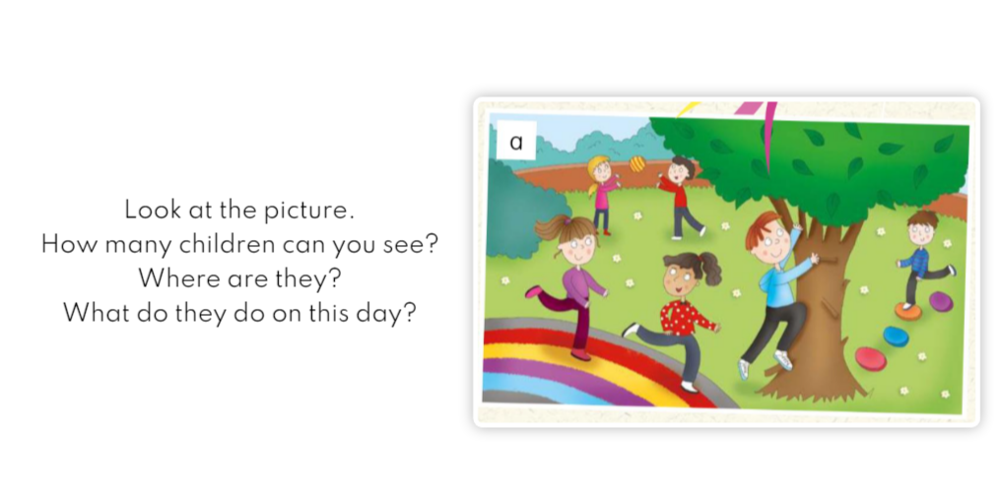 Look at the picture.
How many children can you see?
Where are they?
What do they do on this day?
a